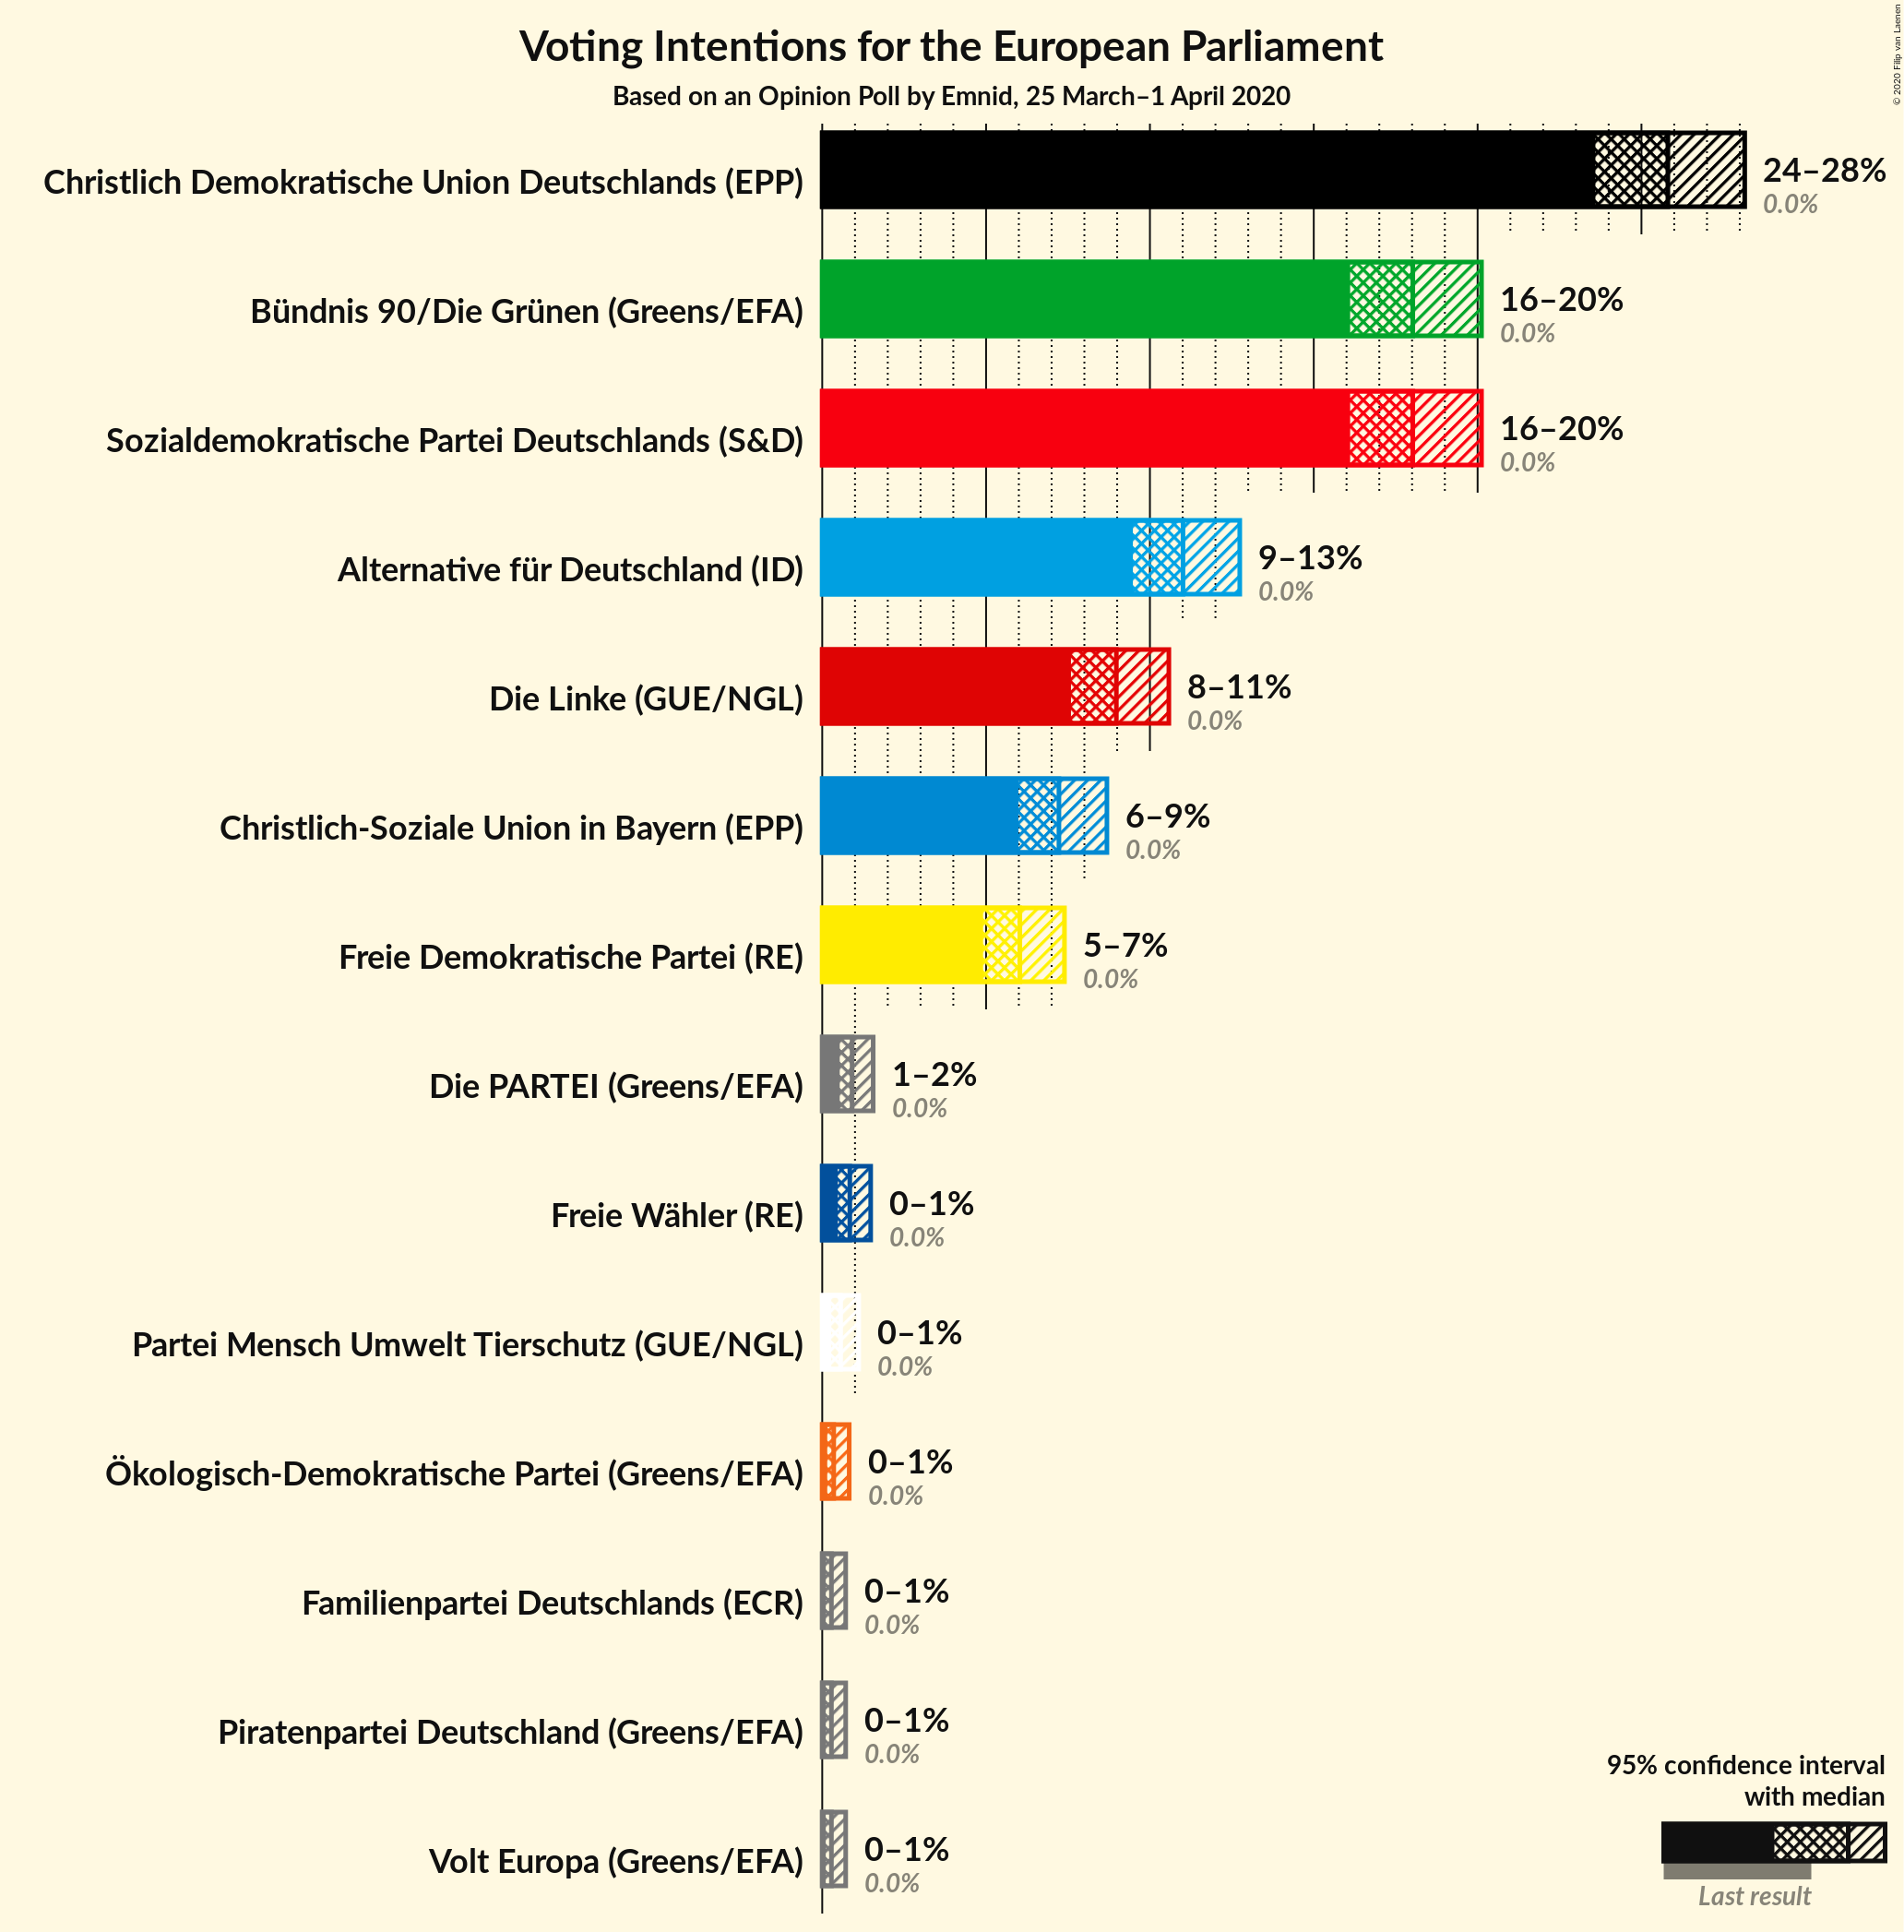 Voting Intentions for the European Parliament
Based on an Opinion Poll by Emnid, 25 March–1 April 2020
© 2020 Filip van Laenen
Christlich Demokratische Union Deutschlands (EPP)
24–28%
0.0%
Bündnis 90/Die Grünen (Greens/EFA)
16–20%
0.0%
Sozialdemokratische Partei Deutschlands (S&D)
16–20%
0.0%
Alternative für Deutschland (ID)
9–13%
0.0%
Die Linke (GUE/NGL)
8–11%
0.0%
Christlich-Soziale Union in Bayern (EPP)
6–9%
0.0%
Freie Demokratische Partei (RE)
5–7%
0.0%
Die PARTEI (Greens/EFA)
1–2%
0.0%
Freie Wähler (RE)
0–1%
0.0%
Partei Mensch Umwelt Tierschutz (GUE/NGL)
0–1%
0.0%
Ökologisch-Demokratische Partei (Greens/EFA)
0–1%
0.0%
Familienpartei Deutschlands (ECR)
0–1%
0.0%
Piratenpartei Deutschland (Greens/EFA)
0–1%
0.0%
Volt Europa (Greens/EFA)
0–1%
0.0%
95% confidence interval
with median
Last result